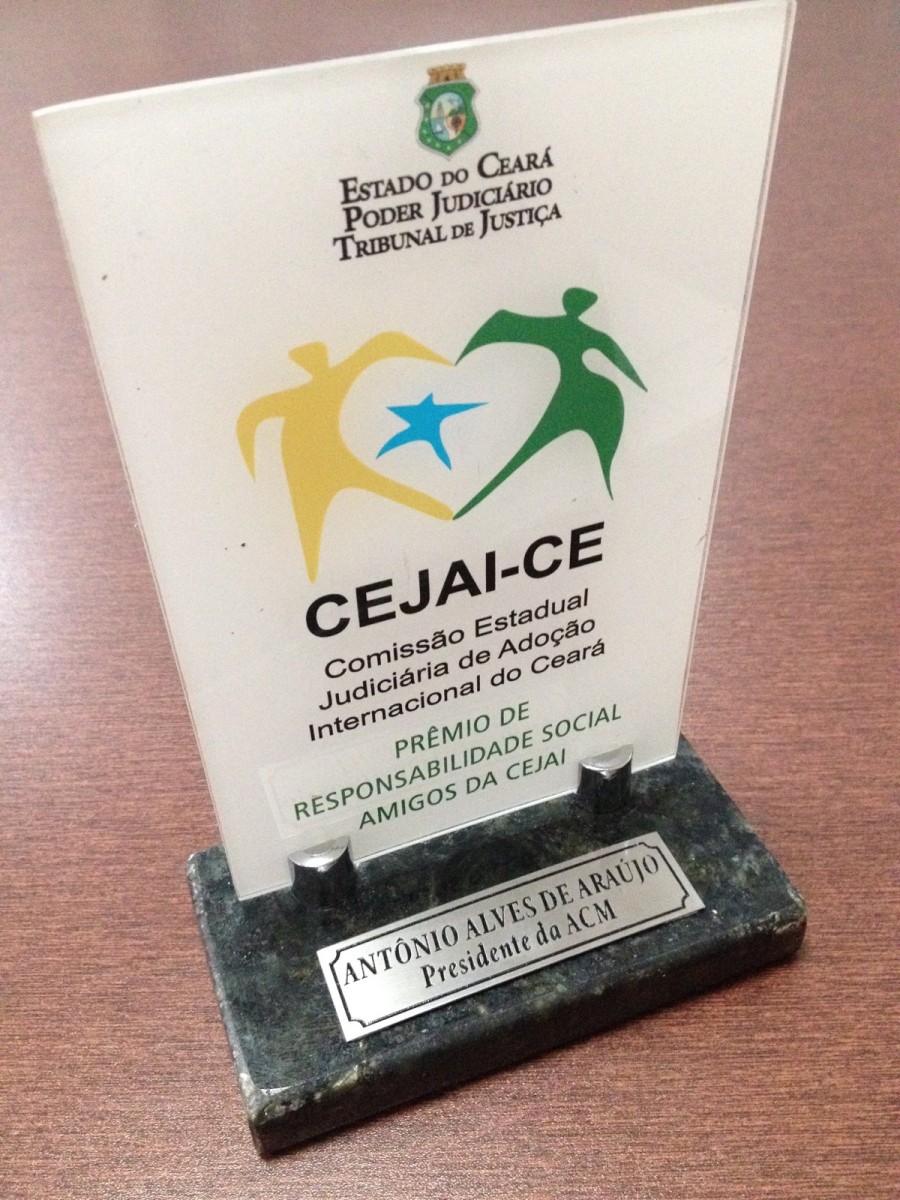 ESTADO DO CEARÁ
PODER JUDICIÁRIO
TRIBUNAL DE JUSTIÇA
CEJAI-CE
Comissão Estadual
Judiciária de Adoção
Internacional do Ceará
PRÊMIO DE
RESPONSABILIDADE SOCIAL
AMIGOS DA CEJAI
ANTÔNIO ALVES DE ARAÚJO
Presidente da ACM